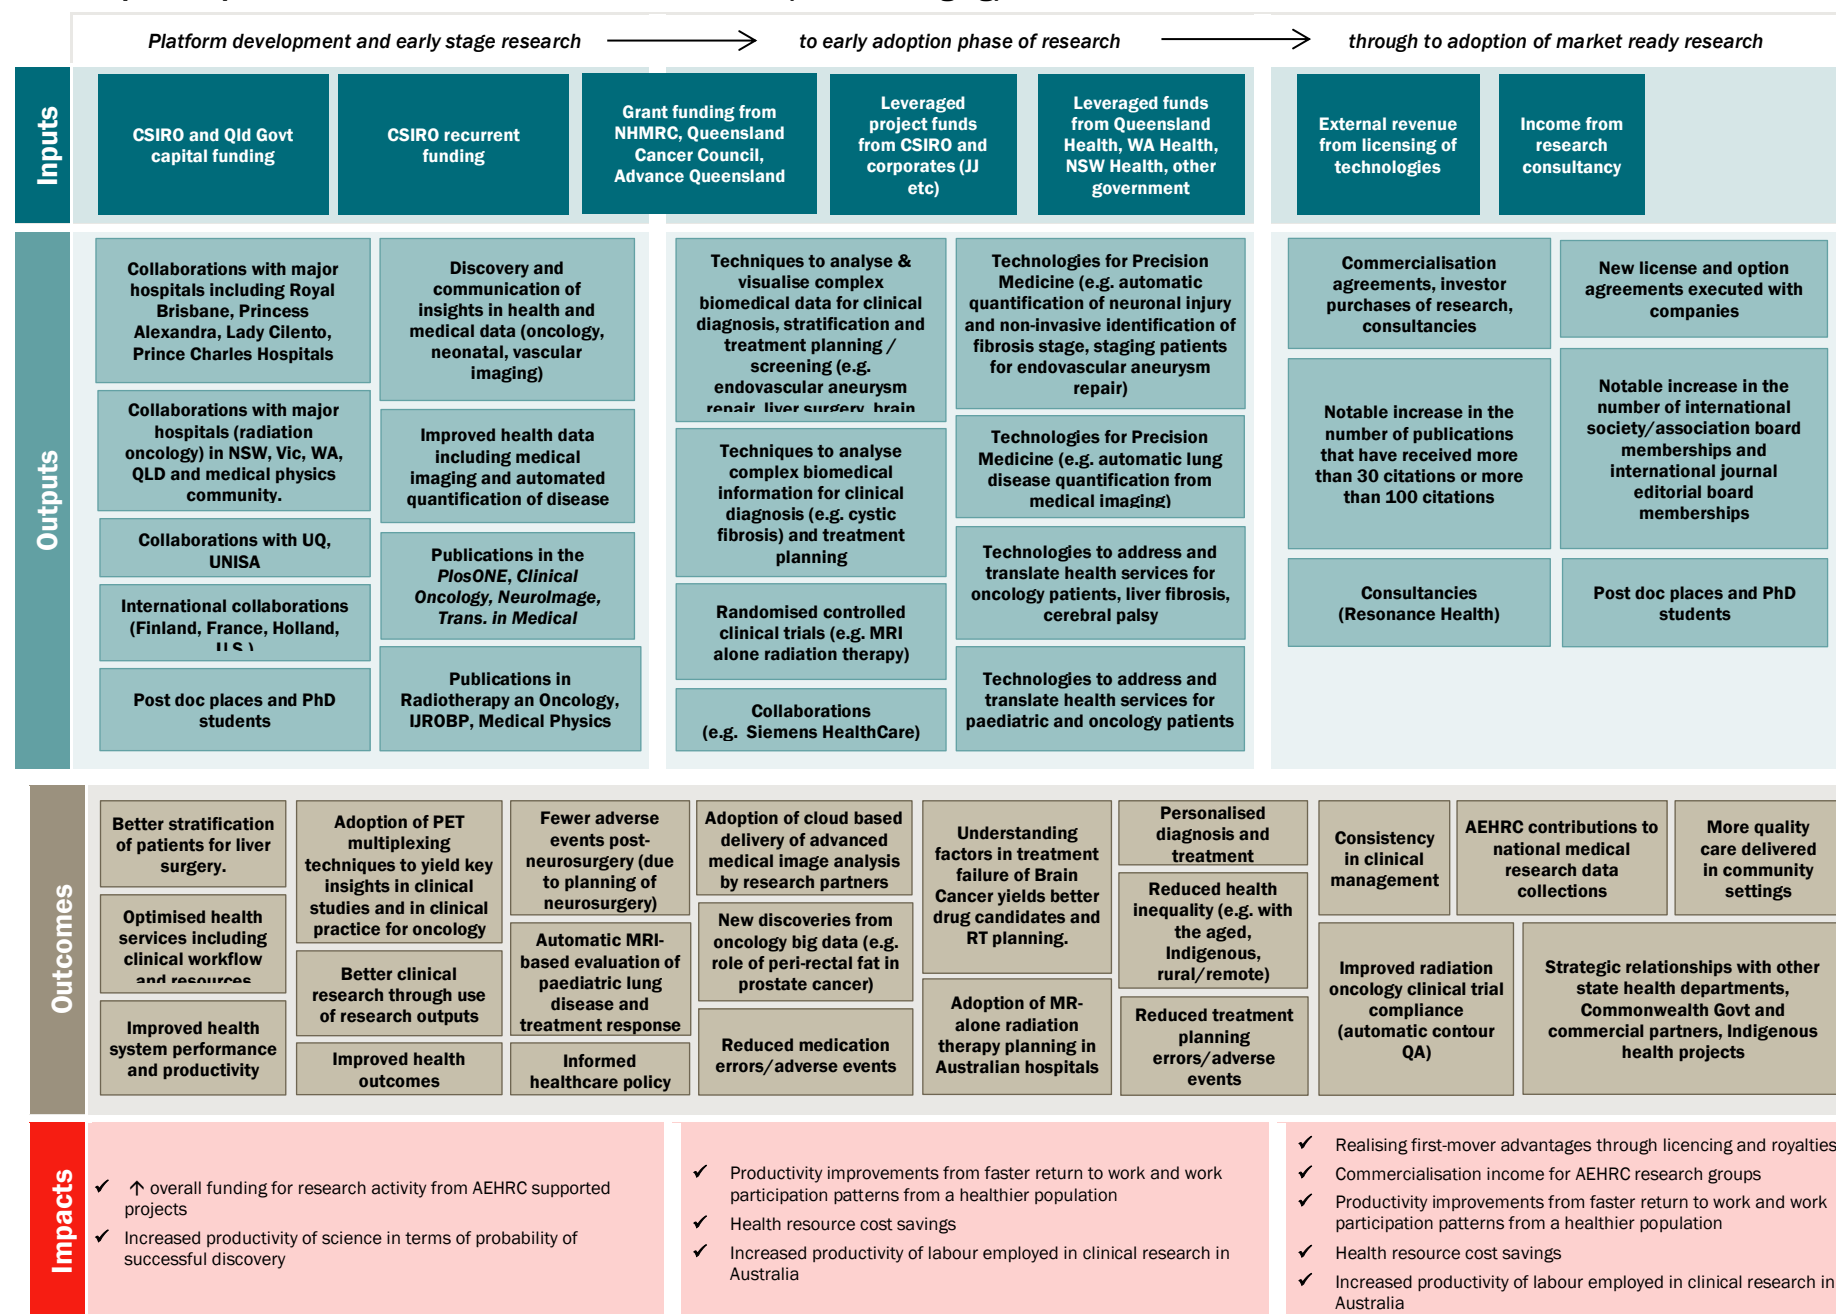 Platform development and early stage research
to early adoption phase of research
through to adoption of market ready research
Inputs
CSIRO and Qld Govt
capital funding
CSIRO recurrent
funding
Grant funding from
NHMRC, Queensland
Cancer Council,
Advance Queensland
Leveraged
project funds
from CSIRO and
corporates (JJ
etc)
Leveraged funds
from Queensland
Health, WA Health,
NSW Health, other
government
External revenue
from licensing of
technologies
Income from
research
consultancy
Outputs
Collaborations with major
hospitals including Royal
Brisbane, Princess
Alexandra, Lady Cilento,
Prince Charles Hospitals
Collaborations with major
hospitals (radiation
oncology) in NSW, Vic, WA,
QLD and medical physics
community.
Collaborations with UQ,
UNISA
International collaborations
(Finland, France, Holland,
U.S.)
Post doc places and PhD
students
Discovery and
communication of
insights in health and
medical data (oncology,
neonatal, vascular
imaging)
Improved health data
including medical
imaging and automated
quantification of disease
Publications in the
PlosONE, Clinical
Oncology, NeuroImage,
Trans. in Medical
Publications in
Radiotherapy an Oncology,
IJROBP, Medical Physics
Techniques to analyse &
visualise complex
biomedical data for clinical
diagnosis, stratification and
treatment planning /
screening (e.g.
endovascular aneurysm
repair, liver surgery, brain
Techniques to analyse
complex biomedical
information for clinical
diagnosis (e.g. cystic
fibrosis) and treatment
planning
Randomised controlled
clinical trials (e.g. MRI
alone radiation therapy)
Collaborations
(e.g. Siemens HealthCare)
Technologies for Precision
Medicine (e.g. automatic
quantification of neuronal injury
and non-invasive identification of
fibrosis stage, staging patients
for endovascular aneurysm
repair)
Technologies for Precision
Medicine (e.g. automatic lung
disease quantification from
medical imaging)
Technologies to address and
translate health services for
oncology patients, liver fibrosis,
cerebral palsy
Technologies to address and
translate health services for
paediatric and oncology patients
Commercialisation
agreements, investor
purchases of research,
consultancies
Notable increase in the
number of publications
that have received more
than 30 citations or more
than 100 citations
Consultancies
(Resonance Health)
New license and option
agreements executed with
companies
Notable increase in the
number of international
society/association board
memberships and
international journal
editorial board
memberships
Post doc places and PhD
students
Outcomes
Better stratification
of patients for liver
surgery.
Optimised health
services including
clinical workflow
and resources
Improved health
system performance
and productivity
Adoption of PET
multiplexing
techniques to yield key
insights in clinical
studies and in clinical
practice for oncology
Better clinical
research through use
of research outputs
Improved health
outcomes
Fewer adverse
events post-
neurosurgery (due
to planning of
neurosurgery)
Automatic MRI-
based evaluation of
paediatric lung
disease and
treatment response
Informed
healthcare policy
Adoption of cloud based
delivery of advanced
medical image analysis
by research partners
New discoveries from
oncology big data (e.g.
role of peri-rectal fat in
prostate cancer)
Reduced medication
errors/adverse events
Understanding
factors in treatment
failure of Brain
Cancer yields better
drug candidates and
RT planning.
Adoption of MR-
alone radiation
therapy planning in
Australian hospitals
Personalised
diagnosis and
treatment
Reduced health
inequality (e.g. with
the aged,
Indigenous,
rural/remote)
Reduced treatment
planning
errors/adverse
events
Consistency
in clinical
management
AEHRC contributions to
national medical
research data
collections
More quality
care delivered
in community
settings
Improved radiation
oncology clinical trial
compliance
(automatic contour
QA)
Strategic relationships with other
state health departments,
Commonwealth Govt and
commercial partners, Indigenous
health projects
Impacts
✓ ↑ overall funding for research activity from AEHRC supported
projects
✓ Increased productivity of science in terms of probability of
successful discovery
✓ Productivity improvements from faster return to work and work
participation patterns from a healthier population
✓ Health resource cost savings
✓ Increased productivity of labour employed in clinical research in
Australia
✓ Realising first-mover advantages through licencing and royalties
✓ Commercialisation income for AEHRC research groups
✓ Productivity improvements from faster return to work and work
participation patterns from a healthier population
✓ Health resource cost savings
✓ Increased productivity of labour employed in clinical research in
Australia